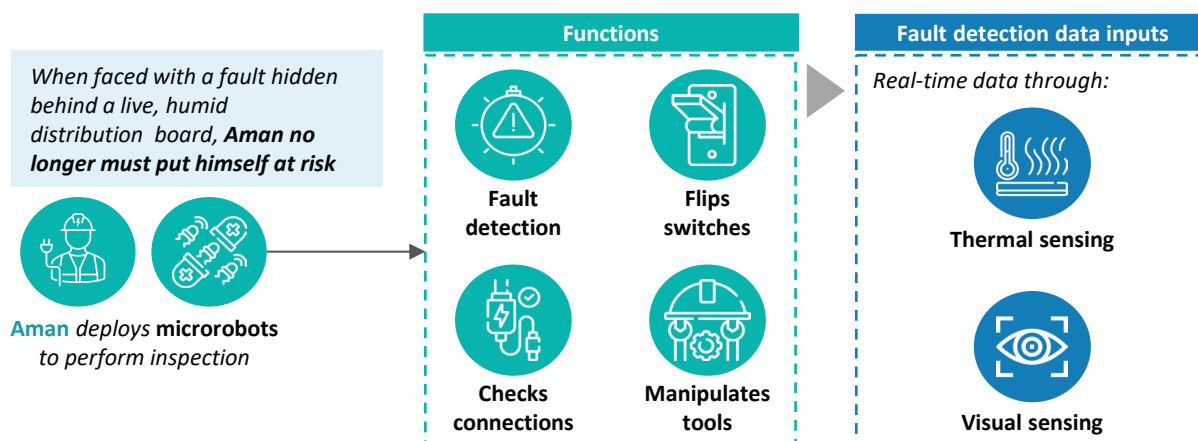 When faced with a fault hidden
behind a live, humid
distribution board, Aman no
longer must put himself at risk
Aman deploys microrobots
to perform inspection
Functions
Fault
detection
Flips
switches
Checks
connections
Manipulates
tools
Fault detection data inputs
Real-time data through:
Thermal sensing
Visual sensing